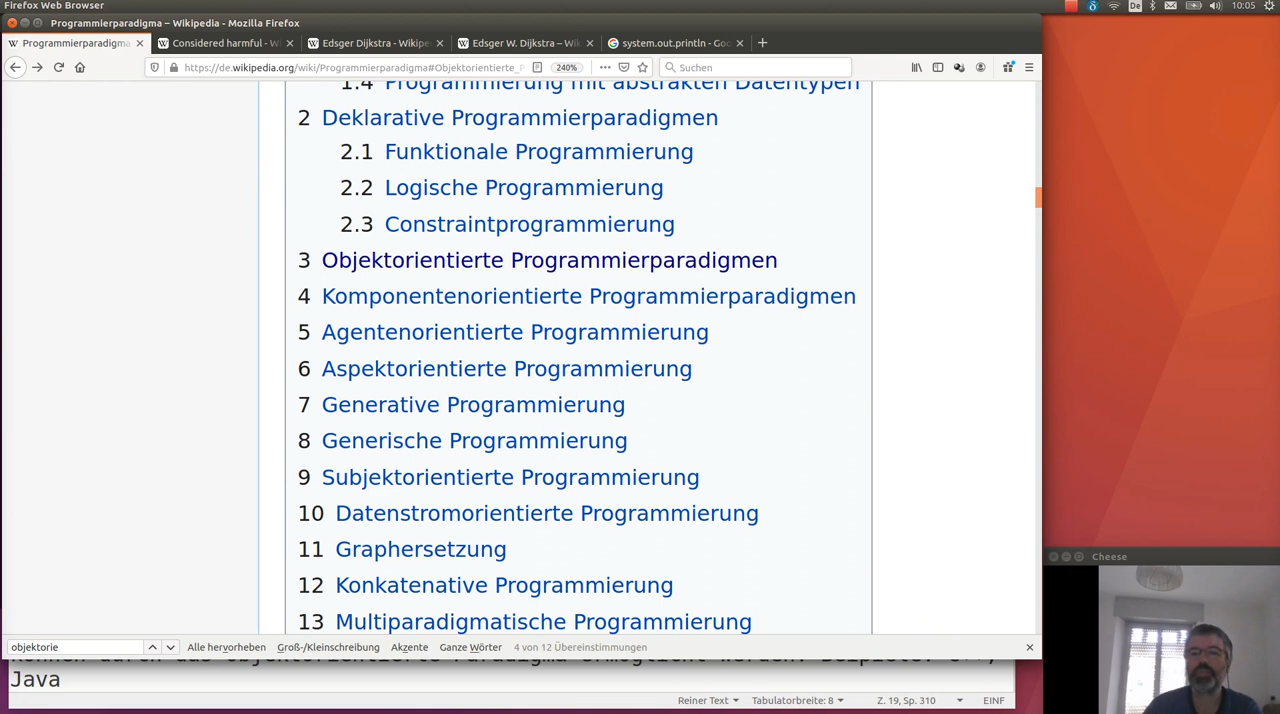 Firefox Web Browser
De
10:05
Programmierparadigma – Wikipedia - Mozilla Firefox
Programmierparadigma
Considered harmful - W
Edsger Dijkstra - Wikipe
Edsger W. Dijkstra – Wik
system.out.println - Goo
https://de.wikipedia.org/wiki/Programmierparadigma#Objektorientierte_P
240%
Suchen
1.4 Programmierung mit abstrakten Datentypen
2 Deklarative Programmierparadigmen
2.1 Funktionale Programmierung
2.2 Logische Programmierung
2.3 Constraintprogrammierung
3 Objektorientierte Programmierparadigmen
4 Komponentenorientierte Programmierparadigmen
5 Agentenorientierte Programmierung
6 Aspektorientierte Programmierung
7 Generative Programmierung
8 Generische Programmierung
9 Subjektorientierte Programmierung
10 Datenstromorientierte Programmierung
11 Graphersetzung
12 Konkatenative Programmierung
13 Multiparadigmatische Programmierung
Cheese
objektorie
Alle hervorheben
Groß-/Kleinschreibung
Akzente
Ganze Wörter
4 von 12 Übereinstimmungen
Java
Reiner Text
Tabulatorbreite: 8
Z. 19, Sp. 310
EINF